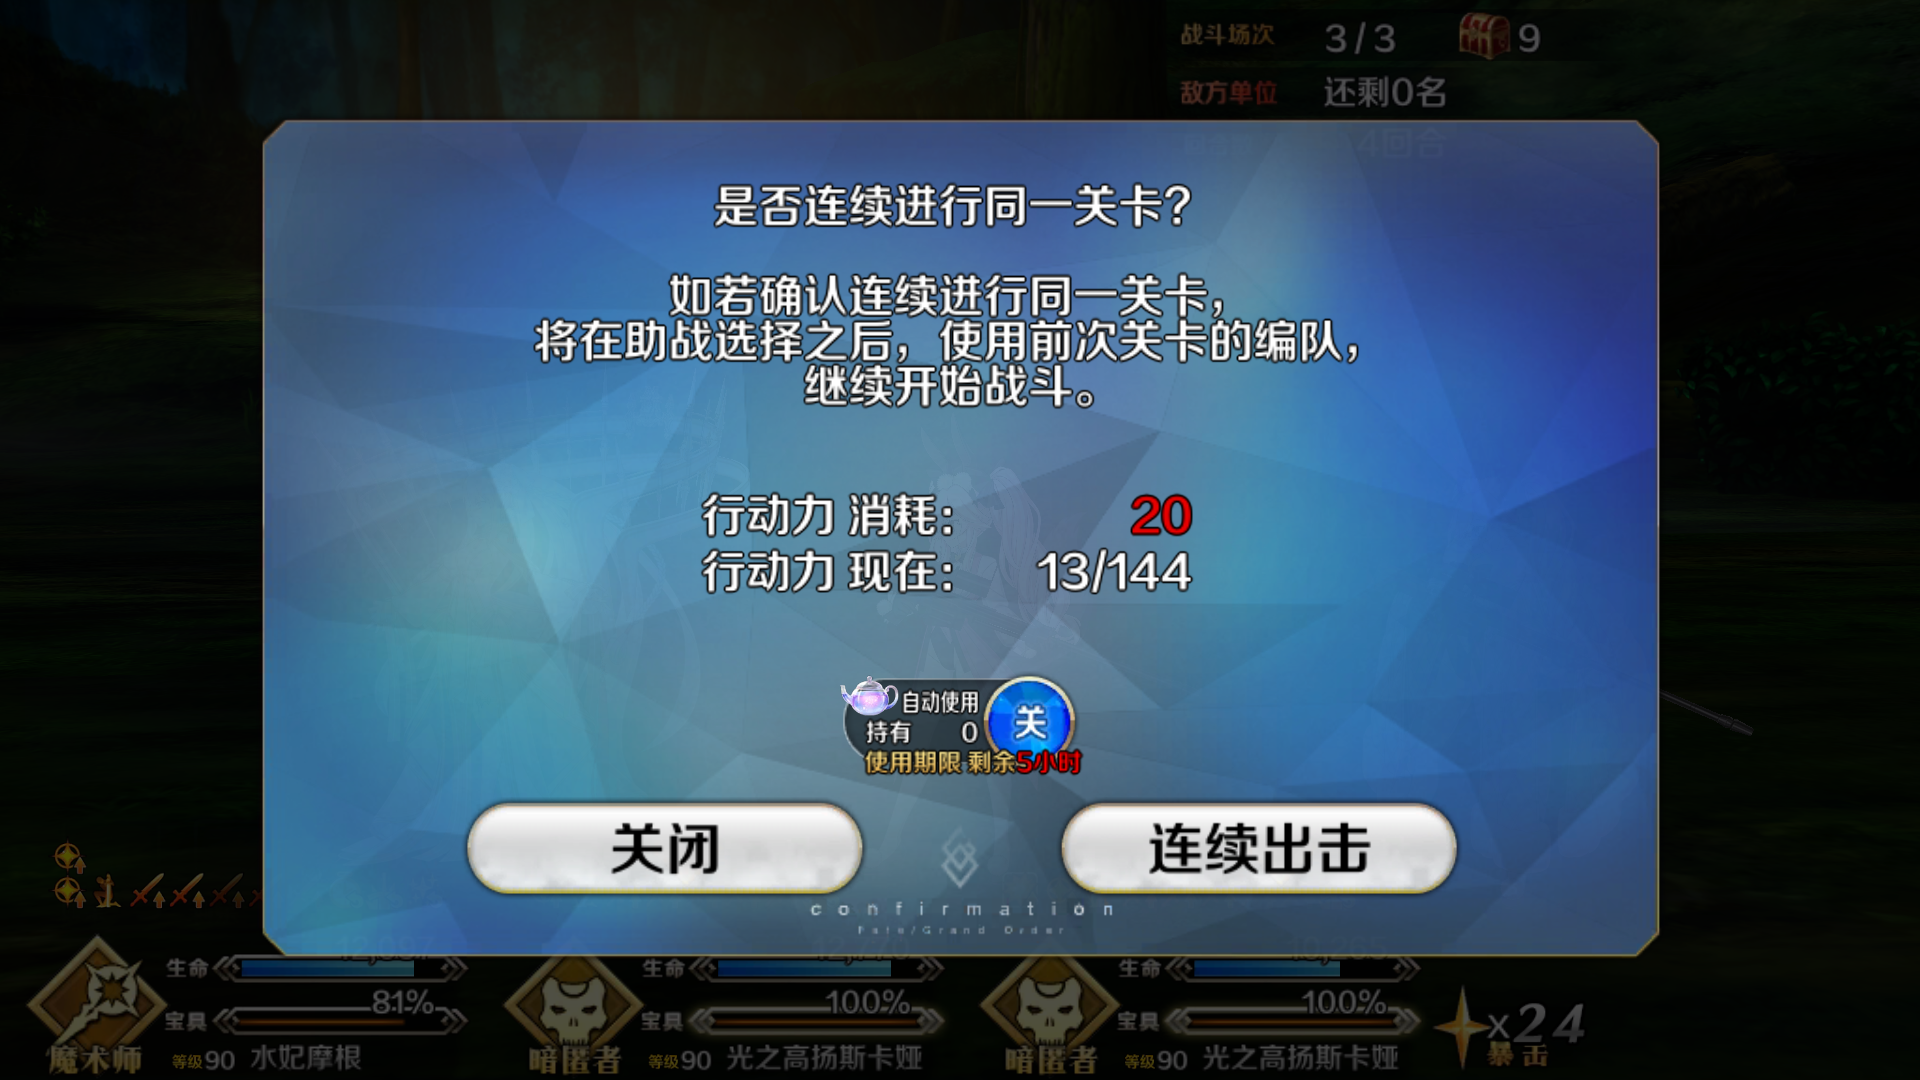 战斗场次 3/3 9
敌方单位 还剩0名
4回合
是否连续进行同一关卡?
如若确认连续进行同一关卡,
将在助战选择之后，使用前次关卡的编队,
继续开始战斗。
行动力 消耗: 20
行动力 现在: 13/144
自动使用 关
持有 0
使用期限 剩余5小时
关闭 连续出击
confirmation
Fate/Grand Order
生命 生命 生命
宝具 81% 宝具 100% 宝具 100%
x24
暴击
魔术师 等级90 水妃摩根 暗匿者 等级90 光之高扬斯卡娅 暗匿者 等级90 光之高扬斯卡娅